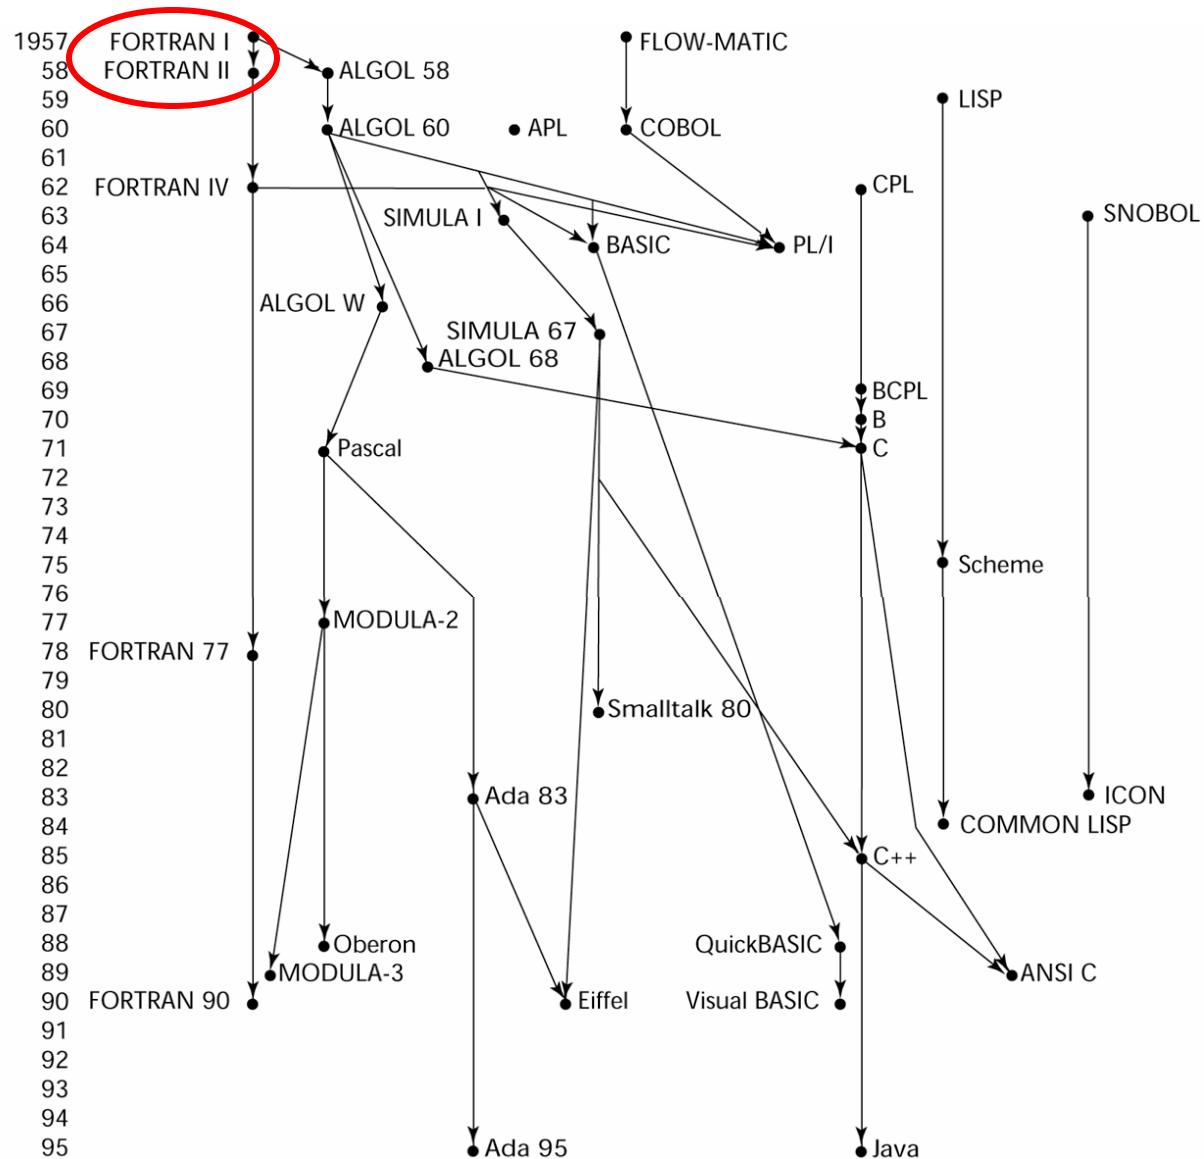 1957 FORTRAN I FLOW-MATIC
58 FORTRAN II ALGOL 58
59 LISP
60 ALGOL 60 APL COBOL
61
62 FORTRAN IV CPL
63 SIMULA I SNOBOL
64 BASIC PL/I
65
66 ALGOL W
67 SIMULA 67
68 ALGOL 68
69 BCPL
70 B
71 Pascal C
72
73
74
75 Scheme
76
77 MODULA-2
78 FORTRAN 77
79
80 Smalltalk 80
81
82
83 Ada 83 ICON
84 COMMON LISP
85 C++
86
87
88 Oberon QuickBASIC
89 MODULA-3 ANSI C
90 FORTRAN 90 Eiffel Visual BASIC
91
92
93
94
95 Ada 95 Java